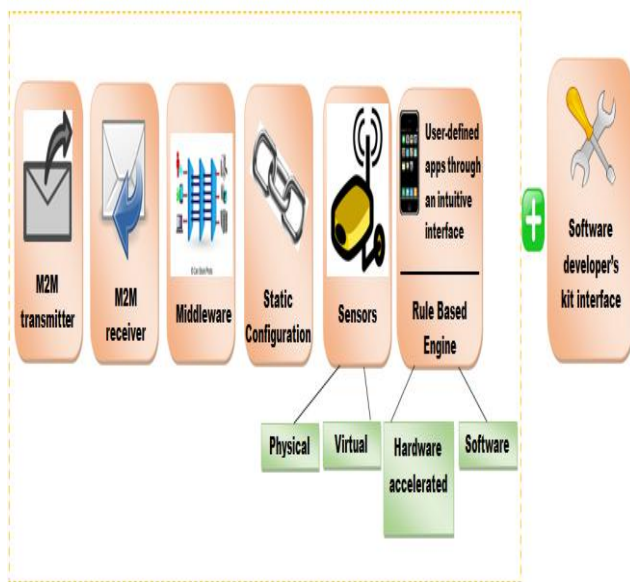 M2M
transmitter
M2M
receiver
Middleware
Static
Configuration
Sensors
User-defined
apps through
an intuitive
interface
Rule Based
Engine
Software
developer's
kit interface
Physical
Virtual
Hardware
accelerated
Software